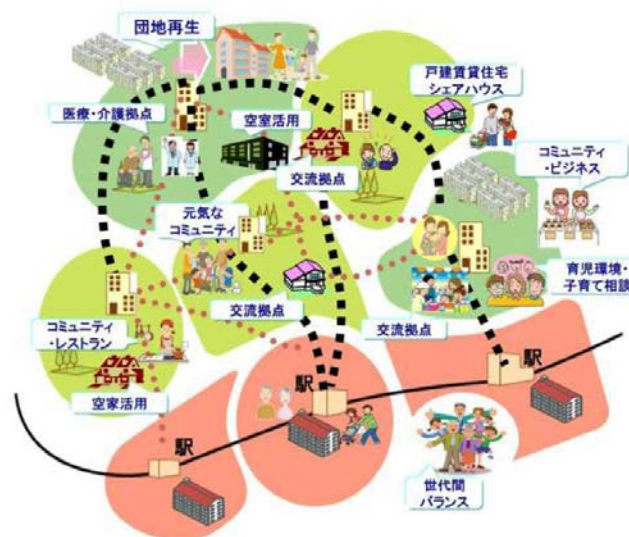 団地再生
戸建賃貸住宅
シェアハウス
医療・介護拠点
空室活用
コミュニティ
・ビジネス
交流拠点
元気な
コミュニティ
育児環境・
子育て相談
交流拠点
交流拠点
コミュニティ
・レストラン
駅
駅
空家活用
駅
世代間
バランス